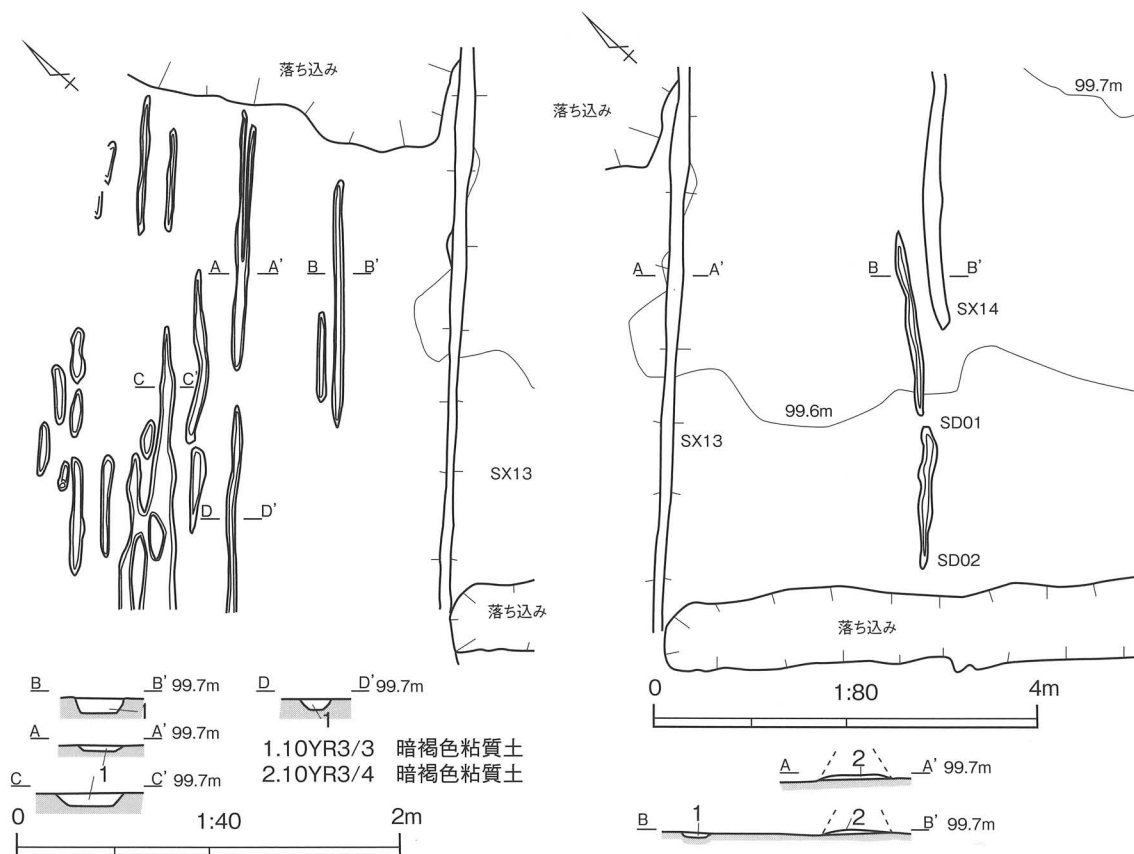 落ち込み
A A'
B B'
C C'
D D'
SX13
落ち込み
B B' 99.7m
1
A A' 99.7m
1
C C' 99.7m
D D' 99.7m
1
1.10YR3/3 暗褐色粘質土
2.10YR3/4 暗褐色粘質土
0 1:40 2m
落ち込み
99.7m
A A'
B B'
SX14
99.6m
SD01
SX13
SD02
落ち込み
0 1:80 4m
A 2 A' 99.7m
B 1 2 B' 99.7m